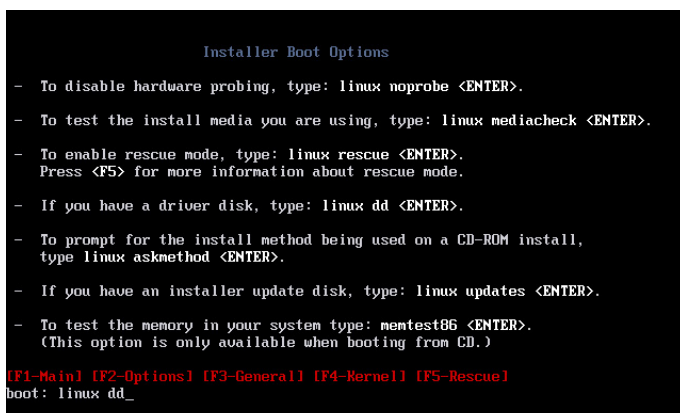 Installer Boot Options
- To disable hardware probing, type: linux noprobe <ENTER>.
- To test the install media you are using, type: linux mediacheck <ENTER>.
- To enable rescue mode, type: linux rescue <ENTER>.
Press <F5> for more information about rescue mode.
- If you have a driver disk, type: linux dd <ENTER>.
- To prompt for the install method being used on a CD-ROM install,
type linux askmethod <ENTER>.
- If you have an installer update disk, type: linux updates <ENTER>.
- To test the memory in your system type: memtest86 <ENTER>.
(This option is only available when booting from CD.)
[F1-Main] [F2-Options] [F3-General] [F4-Kernel] [F5-Rescue]
boot: linux dd_